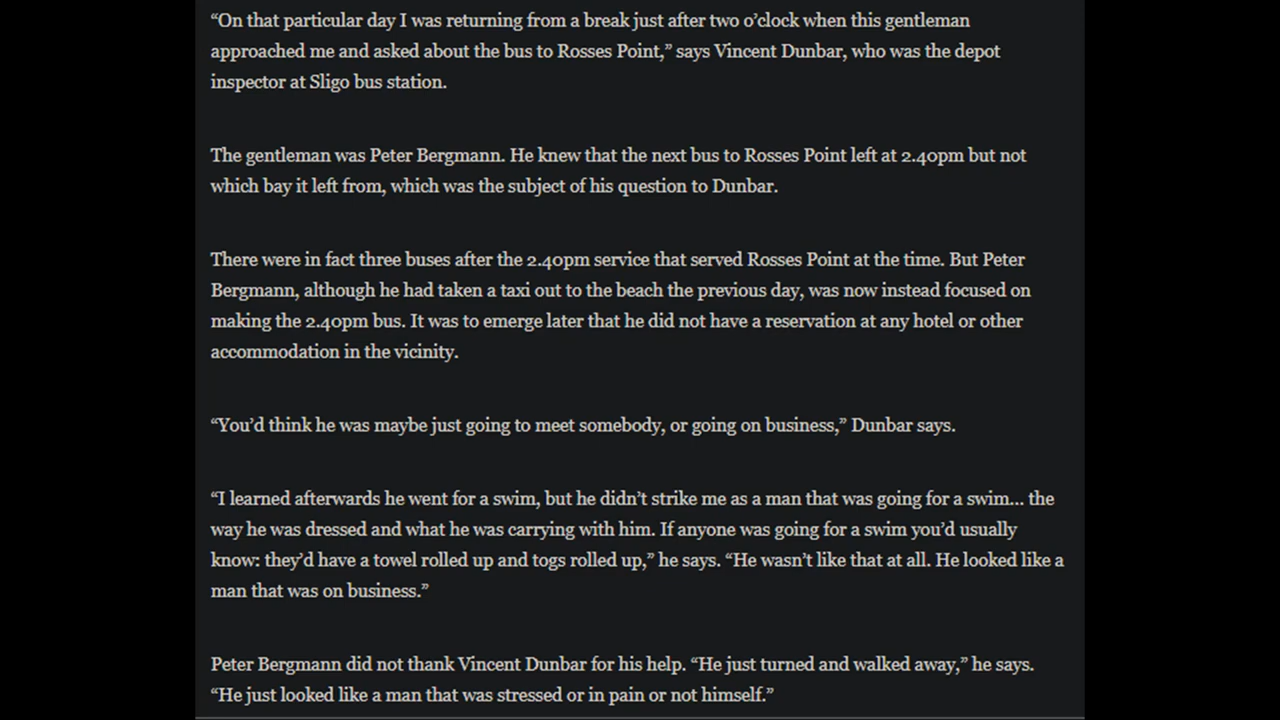 “On that particular day I was returning from a break just after two o’clock when this gentleman
approached me and asked about the bus to Rosses Point,” says Vincent Dunbar, who was the depot
inspector at Sligo bus station.
The gentleman was Peter Bergmann. He knew that the next bus to Rosses Point left at 2.40pm but not
which bay it left from, which was the subject of his question to Dunbar.
There were in fact three buses after the 2.40pm service that served Rosses Point at the time. But Peter
Bergmann, although he had taken a taxi out to the beach the previous day, was now instead focused on
making the 2.40pm bus. It was to emerge later that he did not have a reservation at any hotel or other
accommodation in the vicinity.
“You’d think he was maybe just going to meet somebody, or going on business,” Dunbar says.
“I learned afterwards he went for a swim, but he didn’t strike me as a man that was going for a swim... the
way he was dressed and what he was carrying with him. If anyone was going for a swim you’d usually
know: they’d have a towel rolled up and togs rolled up,” he says. “He wasn’t like that at all. He looked like a
man that was on business.”
Peter Bergmann did not thank Vincent Dunbar for his help. “He just turned and walked away,” he says.
“He just looked like a man that was stressed or in pain or not himself.”